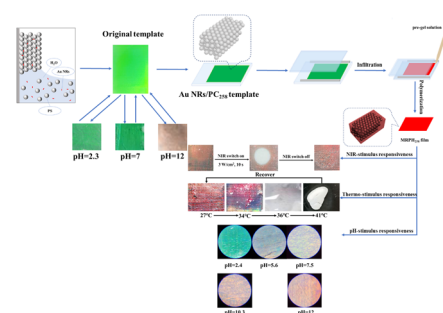 Original template
H₂O
Au NRs
PS
Au NRs/PC₂₅₈ template
Infiltration
pre-gel solution
Polymerization
pH=2.3
pH=7
pH=12
NIR switch-on
3 W/cm², 10 s
NIR switch-off
NIR-stimulus responsiveness
Recover
27°C
34°C
36°C
41°C
Thermo-stimulus responsiveness
pH-stimulus responsiveness
pH=2.4
pH=5.6
pH=7.5
pH=10.3
pH=12